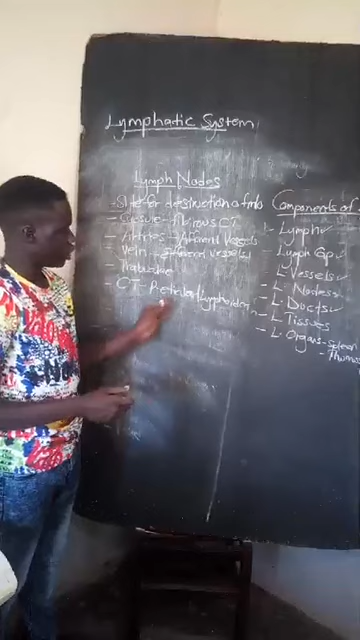 Lymphatic System
Lymph Nodes
- Site for destruction of mb
- Capsule - fibrous CT
- Arteries - Afferent vessels
- Vein - Efferent vessels
- Trabeculae
- CT - Reticular/Lymphoid
Components of
- Lymph
Lymph Cap
- L Vessels
- L. Nodes
- L. Ducts
- L. Tissues
- L. Organs - Spleen
- Thymus